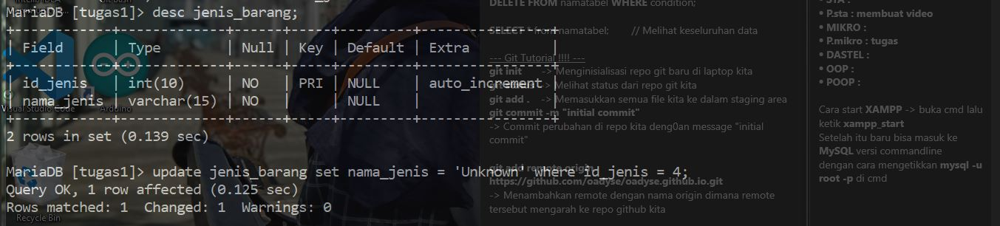 MariaDB [tugas1]> desc jenis_barang;
+------------+-------------+------+-----+---------+----------------+
| Field | Type | Null | Key | Default | Extra |
+------------+-------------+------+-----+---------+----------------+
| id_jenis | int(10) | NO | PRI | NULL | auto_increment |
| nama_jenis | varchar(15) | NO | | NULL | |
+------------+-------------+------+-----+---------+----------------+
2 rows in set (0.139 sec)
MariaDB [tugas1]> update jenis_barang set nama_jenis = 'Unknown' where id_jenis = 4;
Query OK, 1 row affected (0.125 sec)
Rows matched: 1 Changed: 1 Warnings: 0
Visual Studio Code
Arduino
Recycle Bin
DELETE FROM namatabel WHERE condition;
SELECT * from namatabel; // Melihat keseluruhan data
--- Git Tutorial !!!! ---
git init -> Menginisialisasi repo git baru di laptop kita
-> Melihat status dari repo git kita
git add . -> Memasukkan semua file kita ke dalam staging area
git commit -m "initial commit"
-> Commit perubahan di repo kita deng0an message "initial
commit"
git add remote origin
https://github.com/oadyse/oadyse.github.io.git
-> Menambahkan remote dengan nama origin dimana remote
tersebut mengarah ke repo github kita
• STA :
• P.sta : membuat video
• MIKRO :
• P.mikro : tugas
• DASTEL :
• OOP :
• POOP :
Cara start XAMPP -> buka cmd lalu
ketik xampp_start
Setelah itu baru bisa masuk ke
MySQL versi commandline
dengan cara mengetikkan mysql -u
root -p di cmd